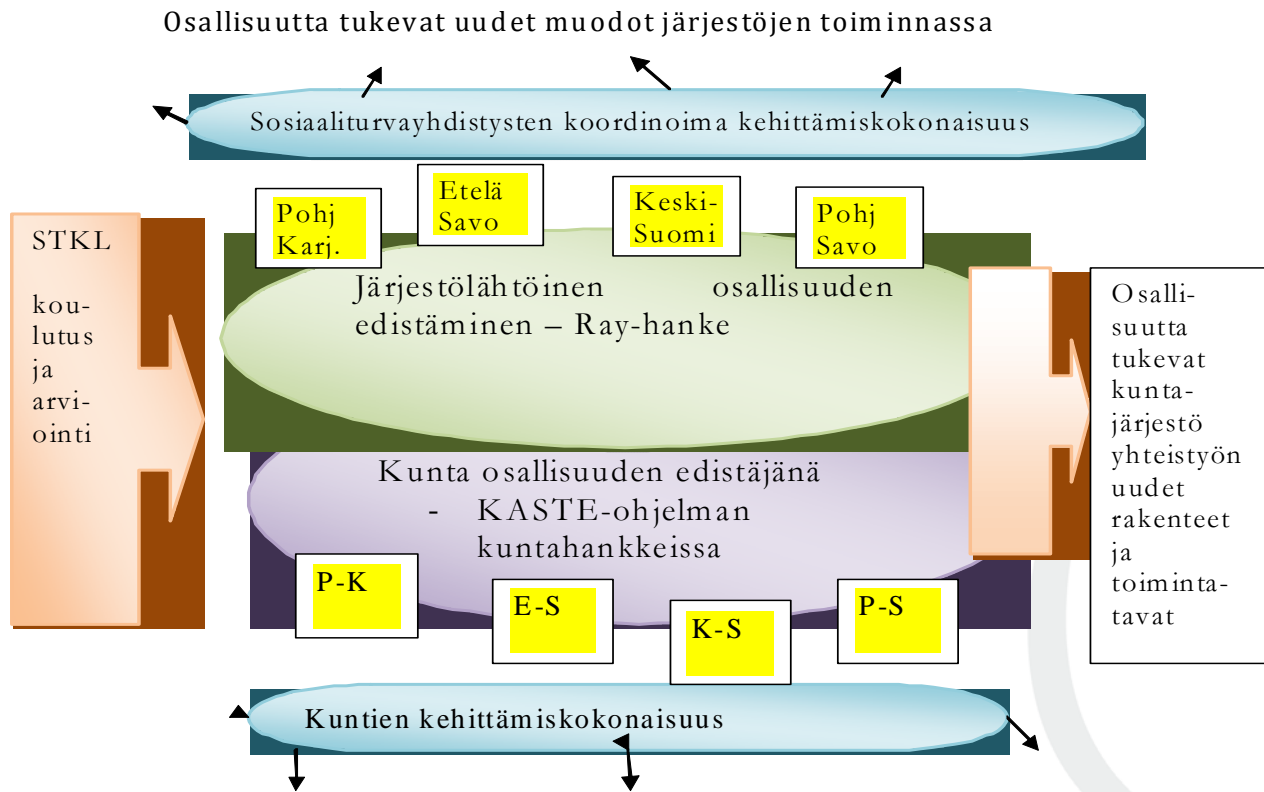 Osallisuutta tukevat uudet muodot järjestöjen toiminnassa
Sosiaaliturvayhdistysten koordinoima kehittämiskokonaisuus
Pohj
Karj.
Etelä
Savo
Keski-
Suomi
Pohj
Savo
STKL
kou-
lutus
ja
arvi-
ointi
Järjestölähtöinen osallisuuden
edistäminen – Ray-hanke
Osalli-
suutta
tukevat
kunta-
järjestö
yhteistyön
uudet
rakenteet
ja
toiminta-
tavat
Kunta osallisuuden edistäjänä
- KASTE-ohjelman
kuntahankkeissa
P-K
E-S
K-S
P-S
Kuntien kehittämiskokonaisuus